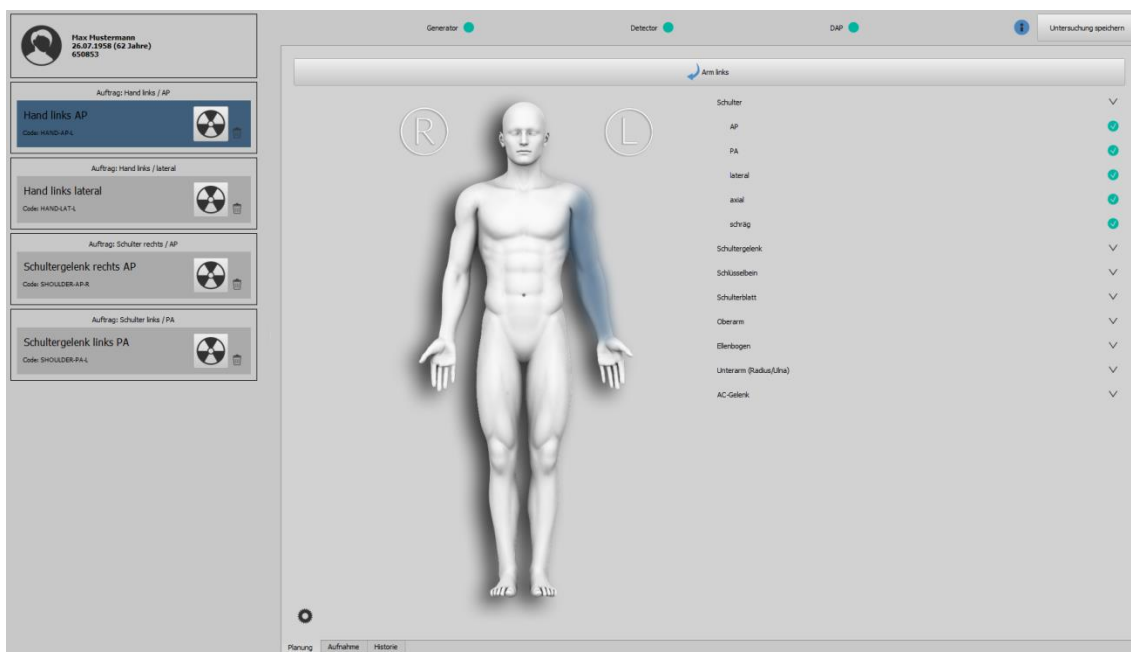 Max Mustermann
26.07.1958 (62 Jahre)
650853
Auftrag: Hand links / AP
Hand links AP
Code: HAND-AP-L
Auftrag: Hand links / lateral
Hand links lateral
Code: HAND-LAT-L
Auftrag: Schulter rechts / AP
Schultergelenk rechts AP
Code: SHOULDER-AP-R
Auftrag: Schulter links / PA
Schultergelenk links PA
Code: SHOULDER-PA-L
Generator
Detector
DAP
i
Untersuchung speichern
Arm links
R
L
Schulter
AP
PA
lateral
axial
schräg
Schultergelenk
Schlüsselbein
Schulterblatt
Oberarm
Ellenbogen
Unterarm (Radius/Ulna)
AC-Gelenk
Planung
Aufnahme
Historie